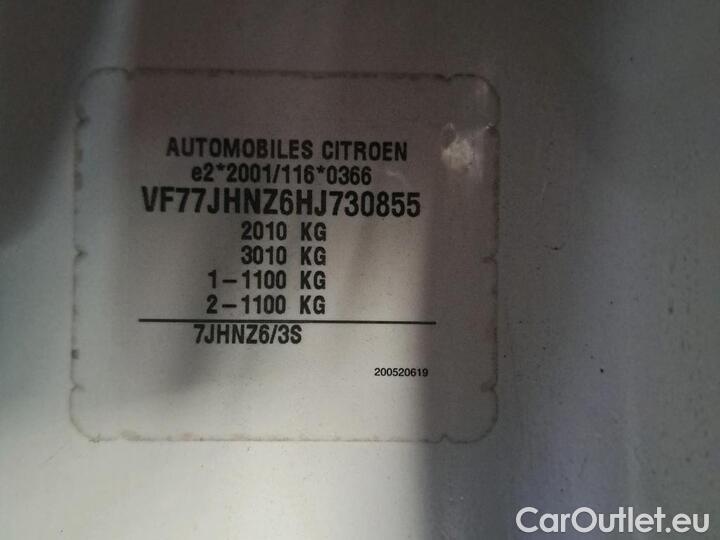 AUTOMOBILES CITROEN
e2*2001/116*0366
VF77JHNZ6HJ730855
2010 KG
3010 KG
1-1100 KG
2-1100 KG
7JHNZ6/3S
200520619
CarOutlet.eu